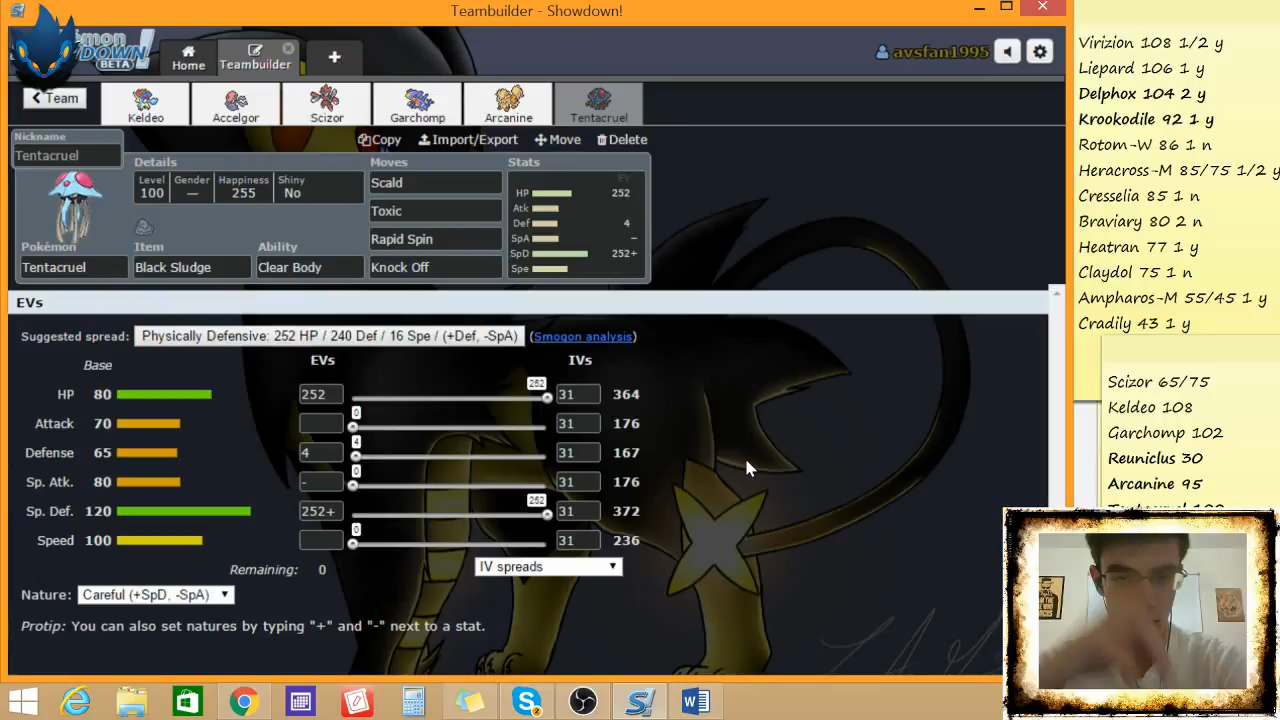 Teambuilder - Showdown!
émon
DOWN!
BETA
Home
Teambuilder
+
avsfan1995
Team
Keldeo
Accelgor
Scizor
Garchomp
Arcanine
Tentacruel
Nickname
Tentacruel
Copy Import/Export Move Delete
Details
Level
100
Gender
—
Happiness
255
Shiny
No
Pokémon
Tentacruel
Item
Black Sludge
Ability
Clear Body
Moves
Scald
Toxic
Rapid Spin
Knock Off
Stats
EV
HP 252
Atk
Def 4
SpA –
SpD 252+
Spe
EVs
Suggested spread: Physically Defensive: 252 HP / 240 Def / 16 Spe / (+Def, -SpA) (Smogon analysis)
Base EVs IVs
HP 80 252 252 31 364
Attack 70 0 31 176
Defense 65 4 4 31 167
Sp. Atk. 80 - 0 31 176
Sp. Def. 120 252+ 252 31 372
Speed 100 0 31 236
Remaining: 0
IV spreads
Nature: Careful (+SpD, -SpA)
Protip: You can also set natures by typing "+" and "-" next to a stat.
Virizion 108 1/2 y
Liepard 106 1 y
Delphox 104 2 y
Krookodile 92 1 y
Rotom-W 86 1 n
Heracross-M 85/75 1/2 y
Cresselia 85 1 n
Braviary 80 2 n
Heatran 77 1 y
Claydol 75 1 n
Ampharos-M 55/45 1 y
Cradily 43 1 y
Scizor 65/75
Keldeo 108
Garchomp 102
Reuniclus 30
Arcanine 95